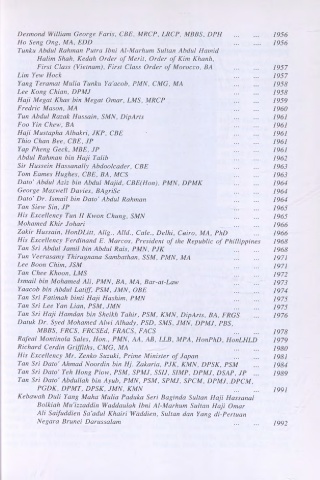 Desmond William George Faris, CBE, MRCP, LRCP, MBBS, DPH ... ... 1956
Ho Seng Ong, MA, EDD ... ... 1956
Tunku Abdul Rahman Putra Ibni Al-Marhum Sultan Abdul Hamid
Halim Shah, Kedah Order of Merit, Order of Kim Khanh,
First Class (Vietnam), First Class Order of Morocco, BA ... ... 1957
Lim Yew Hock ... ... 1957
Yang Teramat Mulia Tunku Ya'acob, PMN, CMG, MA ... ... 1958
Lee Kong Chian, DPMJ ... ... 1958
Haji Megat Khas bin Megat Omar, LMS, MRCP ... ... 1959
Fredric Mason, MA ... ... 1960
Tun Abdul Razak Hussain, SMN, DipArts ... ... 1961
Foo Yin Chew, BA ... ... 1961
Haji Mustapha Albakri, JKP, CBE ... ... 1961
Thio Chan Bee, CBE, JP ... ... 1961
Yap Pheng Geck, MBE, JP ... ... 1961
Abdul Rahman bin Haji Talib ... ... 1962
Sir Hussein Hassanally Abdoolcader, CBE ... ... 1963
Tom Eames Hughes, CBE, BA, MCS ... ... 1963
Dato' Abdul Aziz bin Abdul Majid, CBE(Hon), PMN, DPMK ... ... 1964
George Maxwell Davies, BAgriSc ... ... 1964
Dato' Dr. Ismail bin Dato' Abdul Rahman ... ... 1964
Tan Siew Sin, JP ... ... 1965
His Excellency Tun II Kwon Chung, SMN ... ... 1965
Mohamed Khir Johari ... ... 1966
Zakir Hussain, HonDLitt, Alig., Alld., Calc., Delhi, Cairo, MA, PhD ... 1966
His Excellency Ferdinand E. Marcos, President of the Republic of Phillippines 1968
Tan Sri Abdul Jamil bin Abdul Rais, PMN, PJK ... ... 1968
Tun Veerasamy Thirugnana Sambathan, SSM, PMN, MA ... ... 1971
Lee Boon Chim, JSM ... ... 1971
Tan Chee Khoon, LMS ... ... 1972
Ismail bin Mohamed Ali, PMN, BA, MA, Bar-at-Law ... ... 1973
Yaacob bin Abdul Latiff, PSM, JMN, OBE ... ... 1974
Tan Sri Fatimah binti Haji Hashim, PMN ... ... 1975
Tan Sri Lee Yan Lian, PSM, JMN ... ... 1975
Tan Sri Haji Hamdan bin Sheikh Tahir, PSM, KMN, DipArts, BA, FRGS ... 1976
Datuk Dr. Syed Mohamed Alwi Alhady, PSD, SMS, JMN, DPMJ, PBS,
MBBS, FRCS, FRCSEd, FRACS, FACS ... ... 1978
Rafael Montinola Salas, Hon., PMN, AA, AB, LLB, MPA, HonPhD, HonLHLD 1979
Richard Cerdin Griffiths, CMG, MA ... ... 1980
His Excellency Mr. Zenko Suzuki, Prime Minister of Japan ... ... 1981
Tan Sri Dato' Ahmad Noordin bin Hj. Zakaria, PJK, KMN, DPSK, PSM ... 1984
Tan Sri Dato' Teh Hong Piow, PSM, SPMJ, SSIJ, SIMP, DPMJ, DSAP, JP ... 1989
Tan Sri Dato' Abdullah bin Ayub, PMN, PSM, SPMJ, SPCM, DPMJ, DPCM,
PGDK, DPMT, DPSK, JMN, KMN ... ... 1991
Kebawah Duli Yang Maha Mulia Paduka Seri Baginda Sultan Haji Hassanal
Bolkiah Mu'izzaddin Waddaulah Ibni Al-Marhum Sultan Haji Omar
Ali Saifuddien Sa'adul Khairi Waddien, Sultan dan Yang di-Pertuan
Negara Brunei Darussalam ... ... 1992